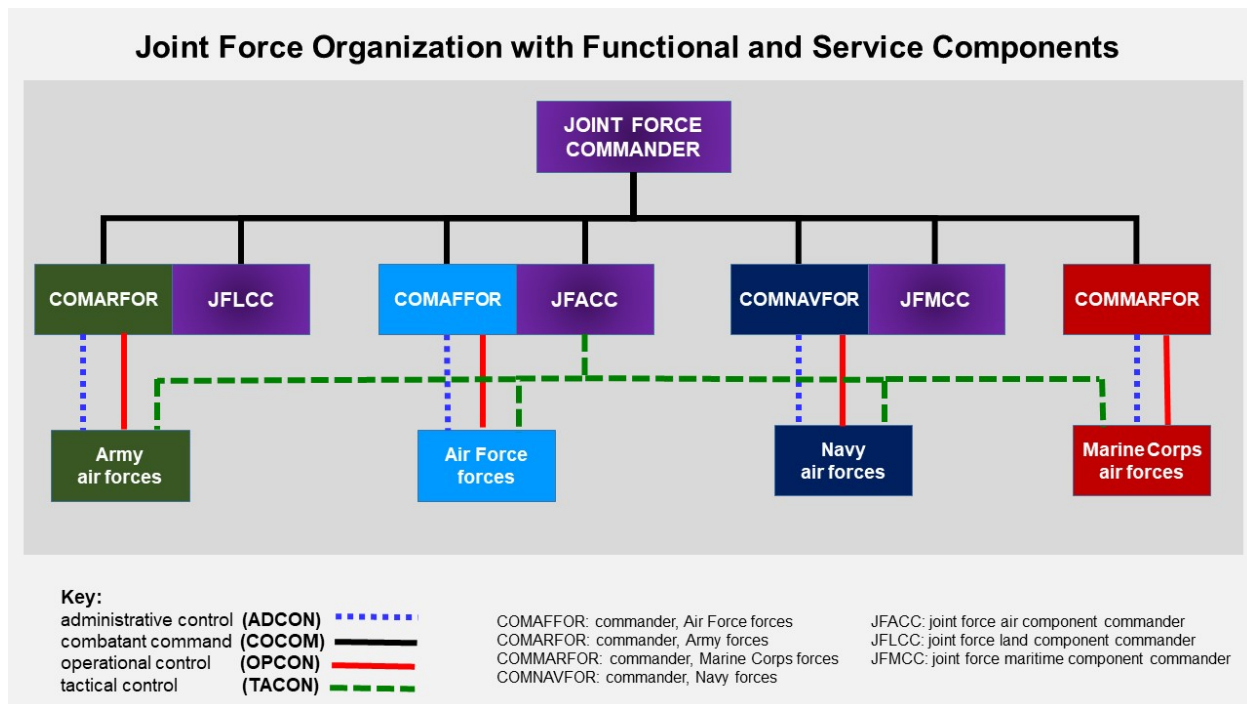 Joint Force Organization with Functional and Service Components
JOINT FORCE
COMMANDER
COMARFOR
JFLCC
COMAFFOR
JFACC
COMNAVFOR
JFMCC
COMMARFOR
Army
air forces
Air Force
forces
Navy
air forces
Marine Corps
air forces
Key:
administrative control (ADCON)
combatant command (COCOM)
operational control (OPCON)
tactical control (TACON)
COMAFFOR: commander, Air Force forces
COMARFOR: commander, Army forces
COMMARFOR: commander, Marine Corps forces
COMNAVFOR: commander, Navy forces
JFACC: joint force air component commander
JFLCC: joint force land component commander
JFMCC: joint force maritime component commander